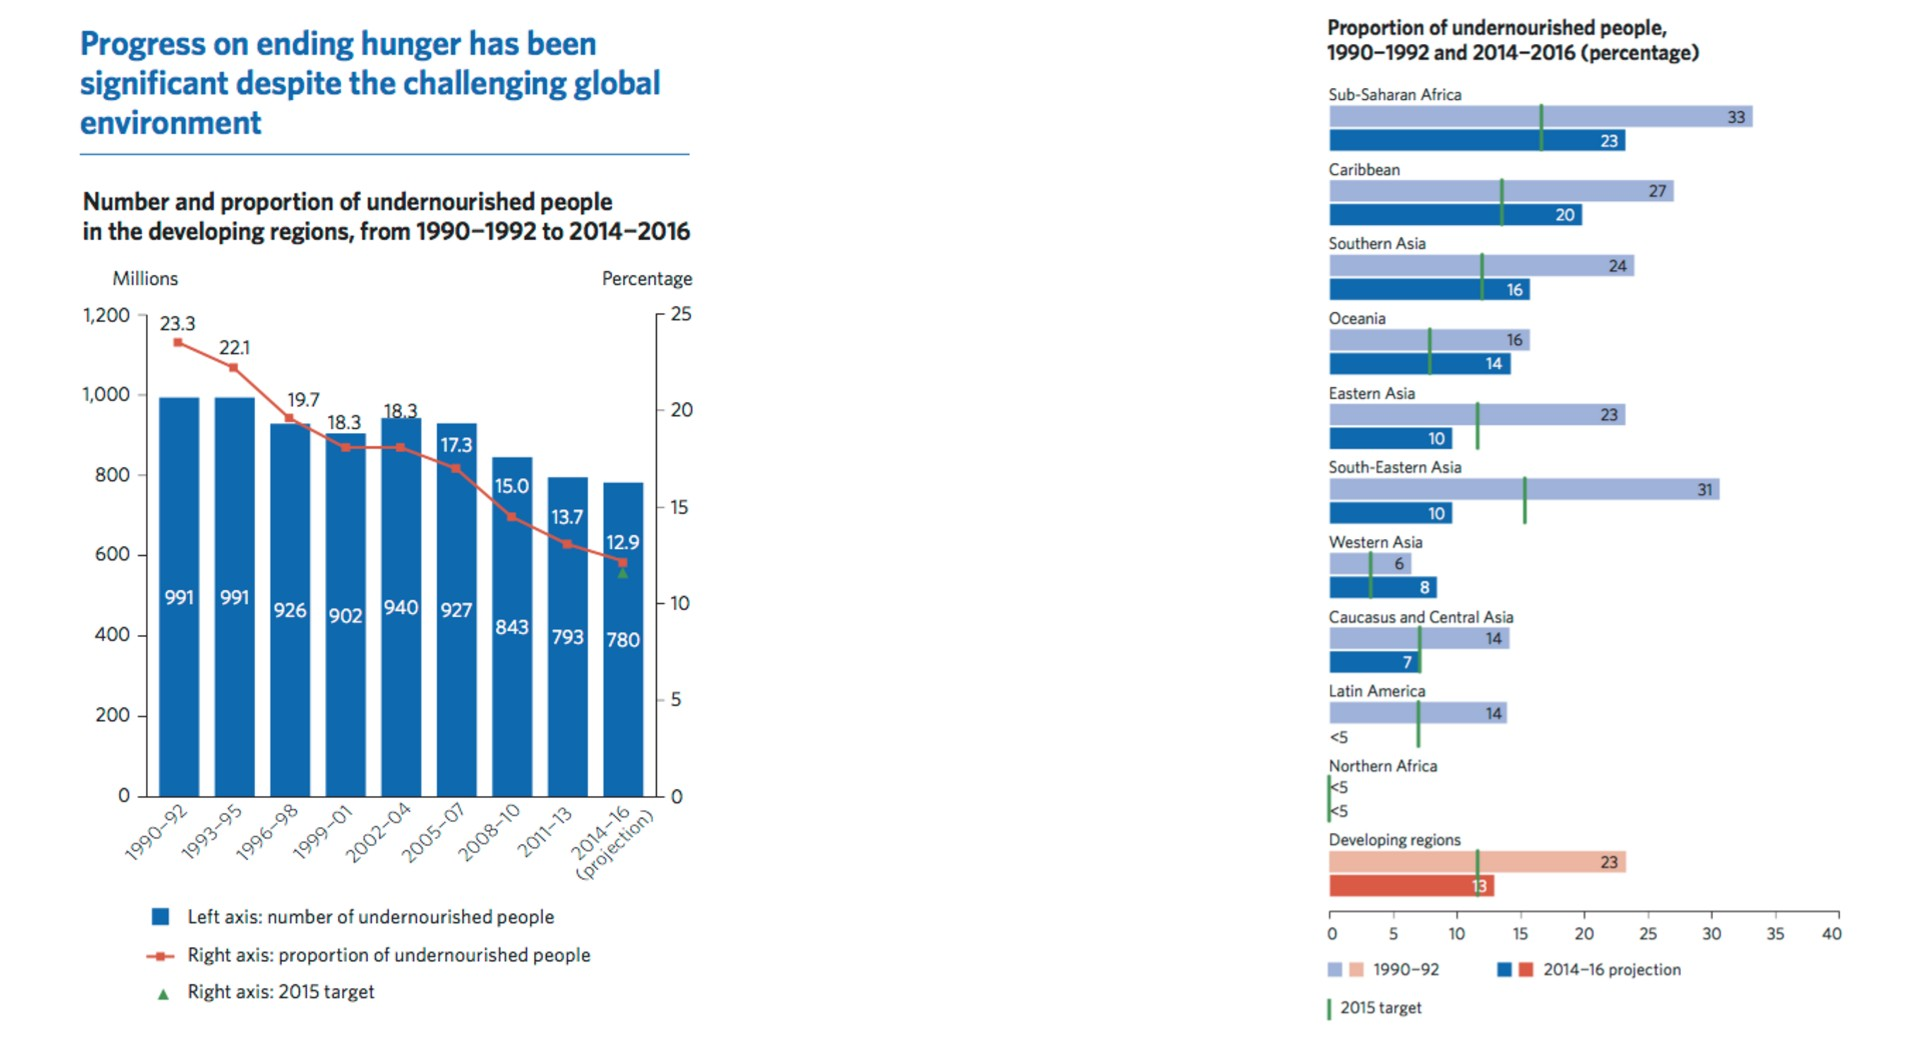 Progress on ending hunger has been
significant despite the challenging global
environment
Number and proportion of undernourished people
in the developing regions, from 1990–1992 to 2014–2016
Millions
Percentage
1,200
1,000
800
600
400
200
0
25
20
15
10
5
0
23.3
22.1
19.7
18.3
18.3
17.3
15.0
13.7
12.9
991
991
926
902
940
927
843
793
780
1990–92
1993–95
1996–98
1999–01
2002–04
2005–07
2008–10
2011–13
2014–16
(projection)
Left axis: number of undernourished people
Right axis: proportion of undernourished people
Right axis: 2015 target
Proportion of undernourished people,
1990–1992 and 2014–2016 (percentage)
Sub-Saharan Africa
33
23
Caribbean
27
20
Southern Asia
24
16
Oceania
16
14
Eastern Asia
23
10
South-Eastern Asia
31
10
Western Asia
6
8
Caucasus and Central Asia
14
7
Latin America
14
<5
Northern Africa
<5
<5
Developing regions
23
13
0 5 10 15 20 25 30 35 40
1990–92
2014–16 projection
2015 target